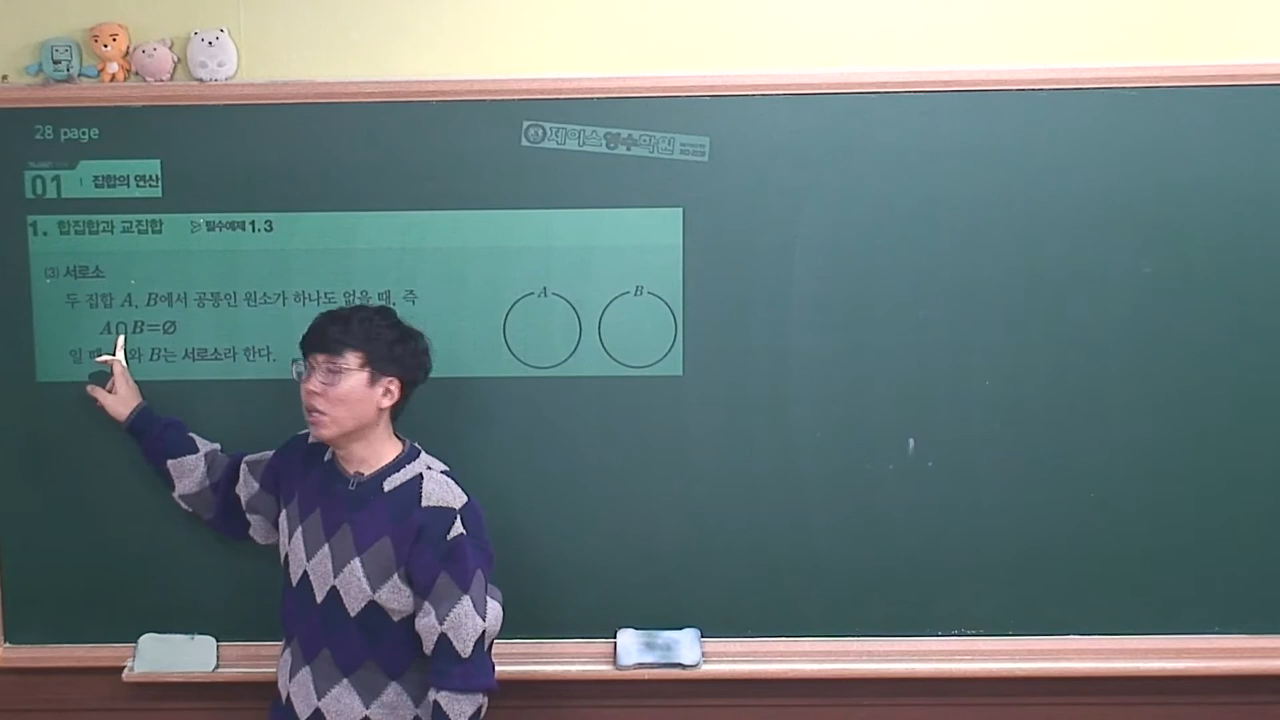 28 page
제이스영수학원
01 집합의 연산
1. 합집합과 교집합 필수예제 1.3
(3) 서로소
두 집합 A, B에서 공통인 원소가 하나도 없을 때, 즉
A∩B=∅
일 때 와 B는 서로소라 한다.
A B